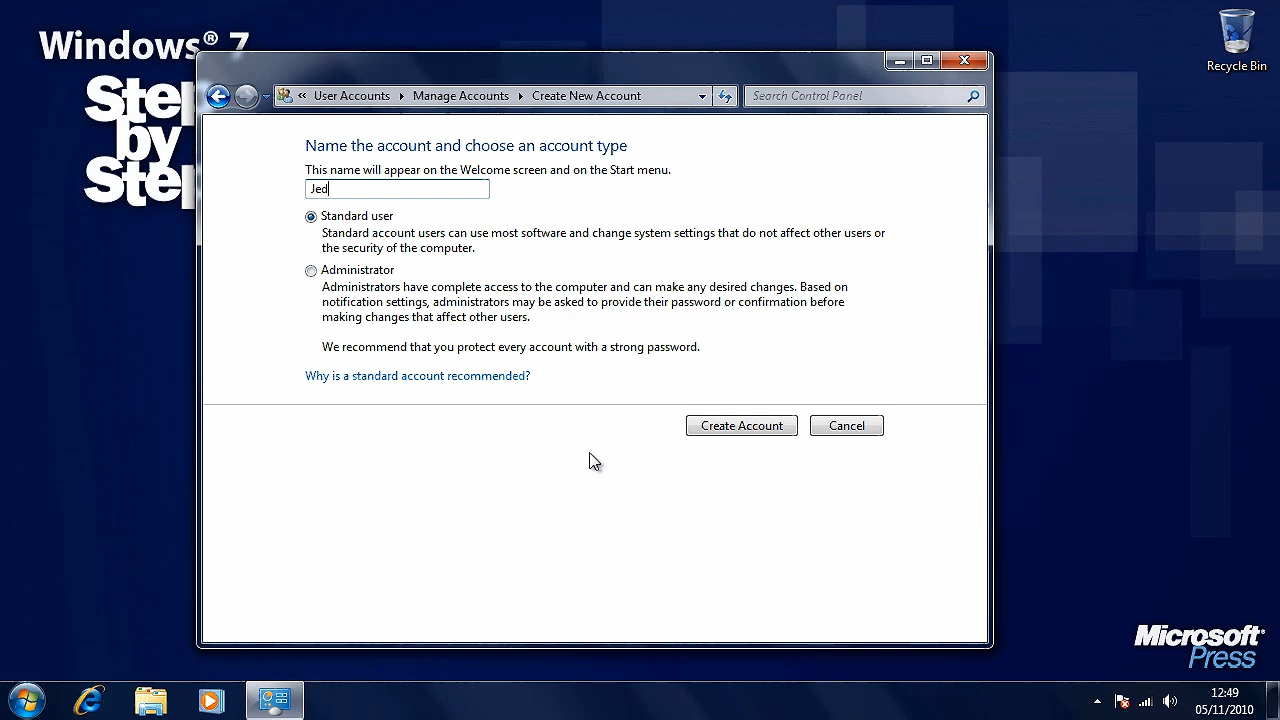 Windows® 7
Step
by
Step
Recycle Bin
« User Accounts Manage Accounts Create New Account
Search Control Panel
Name the account and choose an account type
This name will appear on the Welcome screen and on the Start menu.
Jed
Standard user
Standard account users can use most software and change system settings that do not affect other users or
the security of the computer.
Administrator
Administrators have complete access to the computer and can make any desired changes. Based on
notification settings, administrators may be asked to provide their password or confirmation before
making changes that affect other users.
We recommend that you protect every account with a strong password.
Why is a standard account recommended?
Create Account Cancel
Microsoft®
Press
12:49
05/11/2010